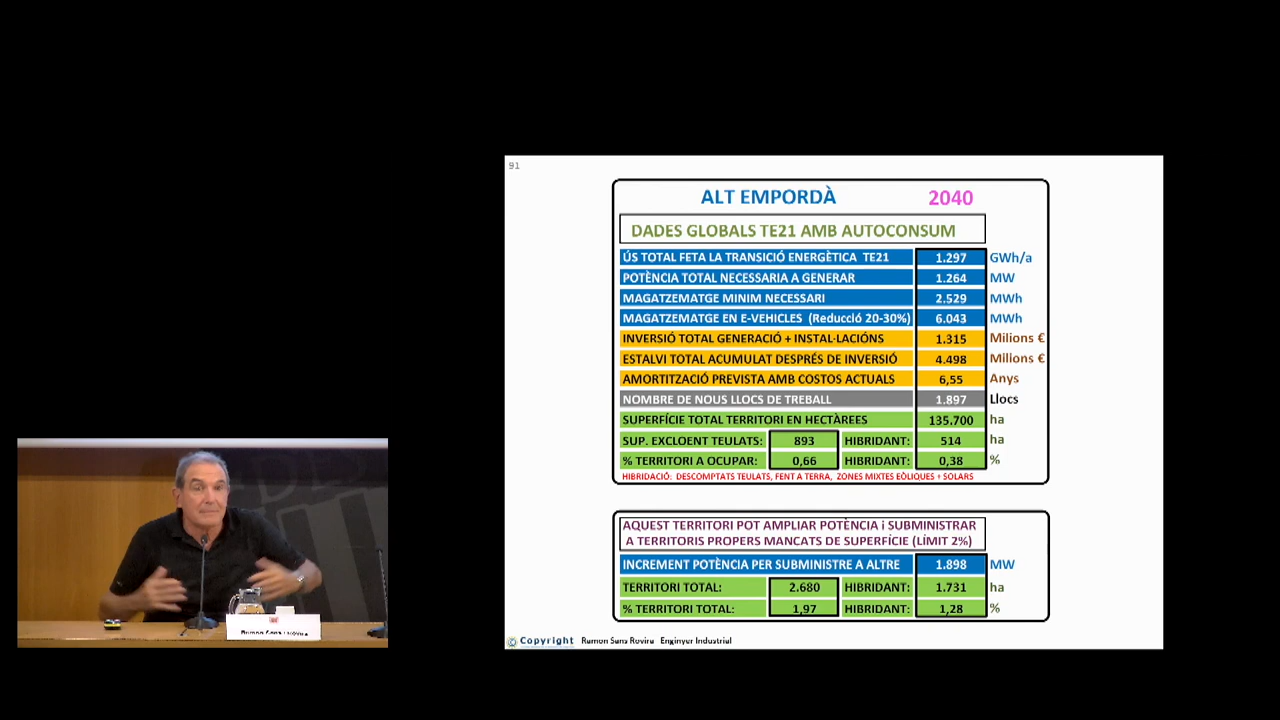 91
ALT EMPORDÀ 2040
DADES GLOBALS TE21 AMB AUTOCONSUM
ÚS TOTAL FETA LA TRANSICIÓ ENERGÈTICA TE21 1.297 GWh/a
POTÈNCIA TOTAL NECESSARIA A GENERAR 1.264 MW
MAGATZEMATGE MINIM NECESSARI 2.529 MWh
MAGATZEMATGE EN E-VEHICLES (Reducció 20-30%) 6.043 MWh
INVERSIÓ TOTAL GENERACIÓ + INSTAL·LACIÓNS 1.315 Milions €
ESTALVI TOTAL ACUMULAT DESPRÉS DE INVERSIÓ 4.498 Milions €
AMORTITZACIÓ PREVISTA AMB COSTOS ACTUALS 6,55 Anys
NOMBRE DE NOUS LLOCS DE TREBALL 1.897 Llocs
SUPERFÍCIE TOTAL TERRITORI EN HECTÀREES 135.700 ha
SUP. EXCLOENT TEULATS: 893 HIBRIDANT: 514 ha
% TERRITORI A OCUPAR: 0,66 HIBRIDANT: 0,38 %
HIBRIDACIÓ: DESCOMPTATS TEULATS, FENT A TERRA, ZONES MIXTES EÒLIQUES + SOLARS
AQUEST TERRITORI POT AMPLIAR POTÈNCIA i SUBMINISTRAR
A TERRITORIS PROPERS MANCATS DE SUPERFÍCIE (LÍMIT 2%)
INCREMENT POTÈNCIA PER SUBMINISTRE A ALTRE 1.898 MW
TERRITORI TOTAL: 2.680 HIBRIDANT: 1.731 ha
% TERRITORI TOTAL: 1,97 HIBRIDANT: 1,28 %
© Copyright Ramon Sans Rovira Enginyer Industrial
Ramon Sans i Rovira